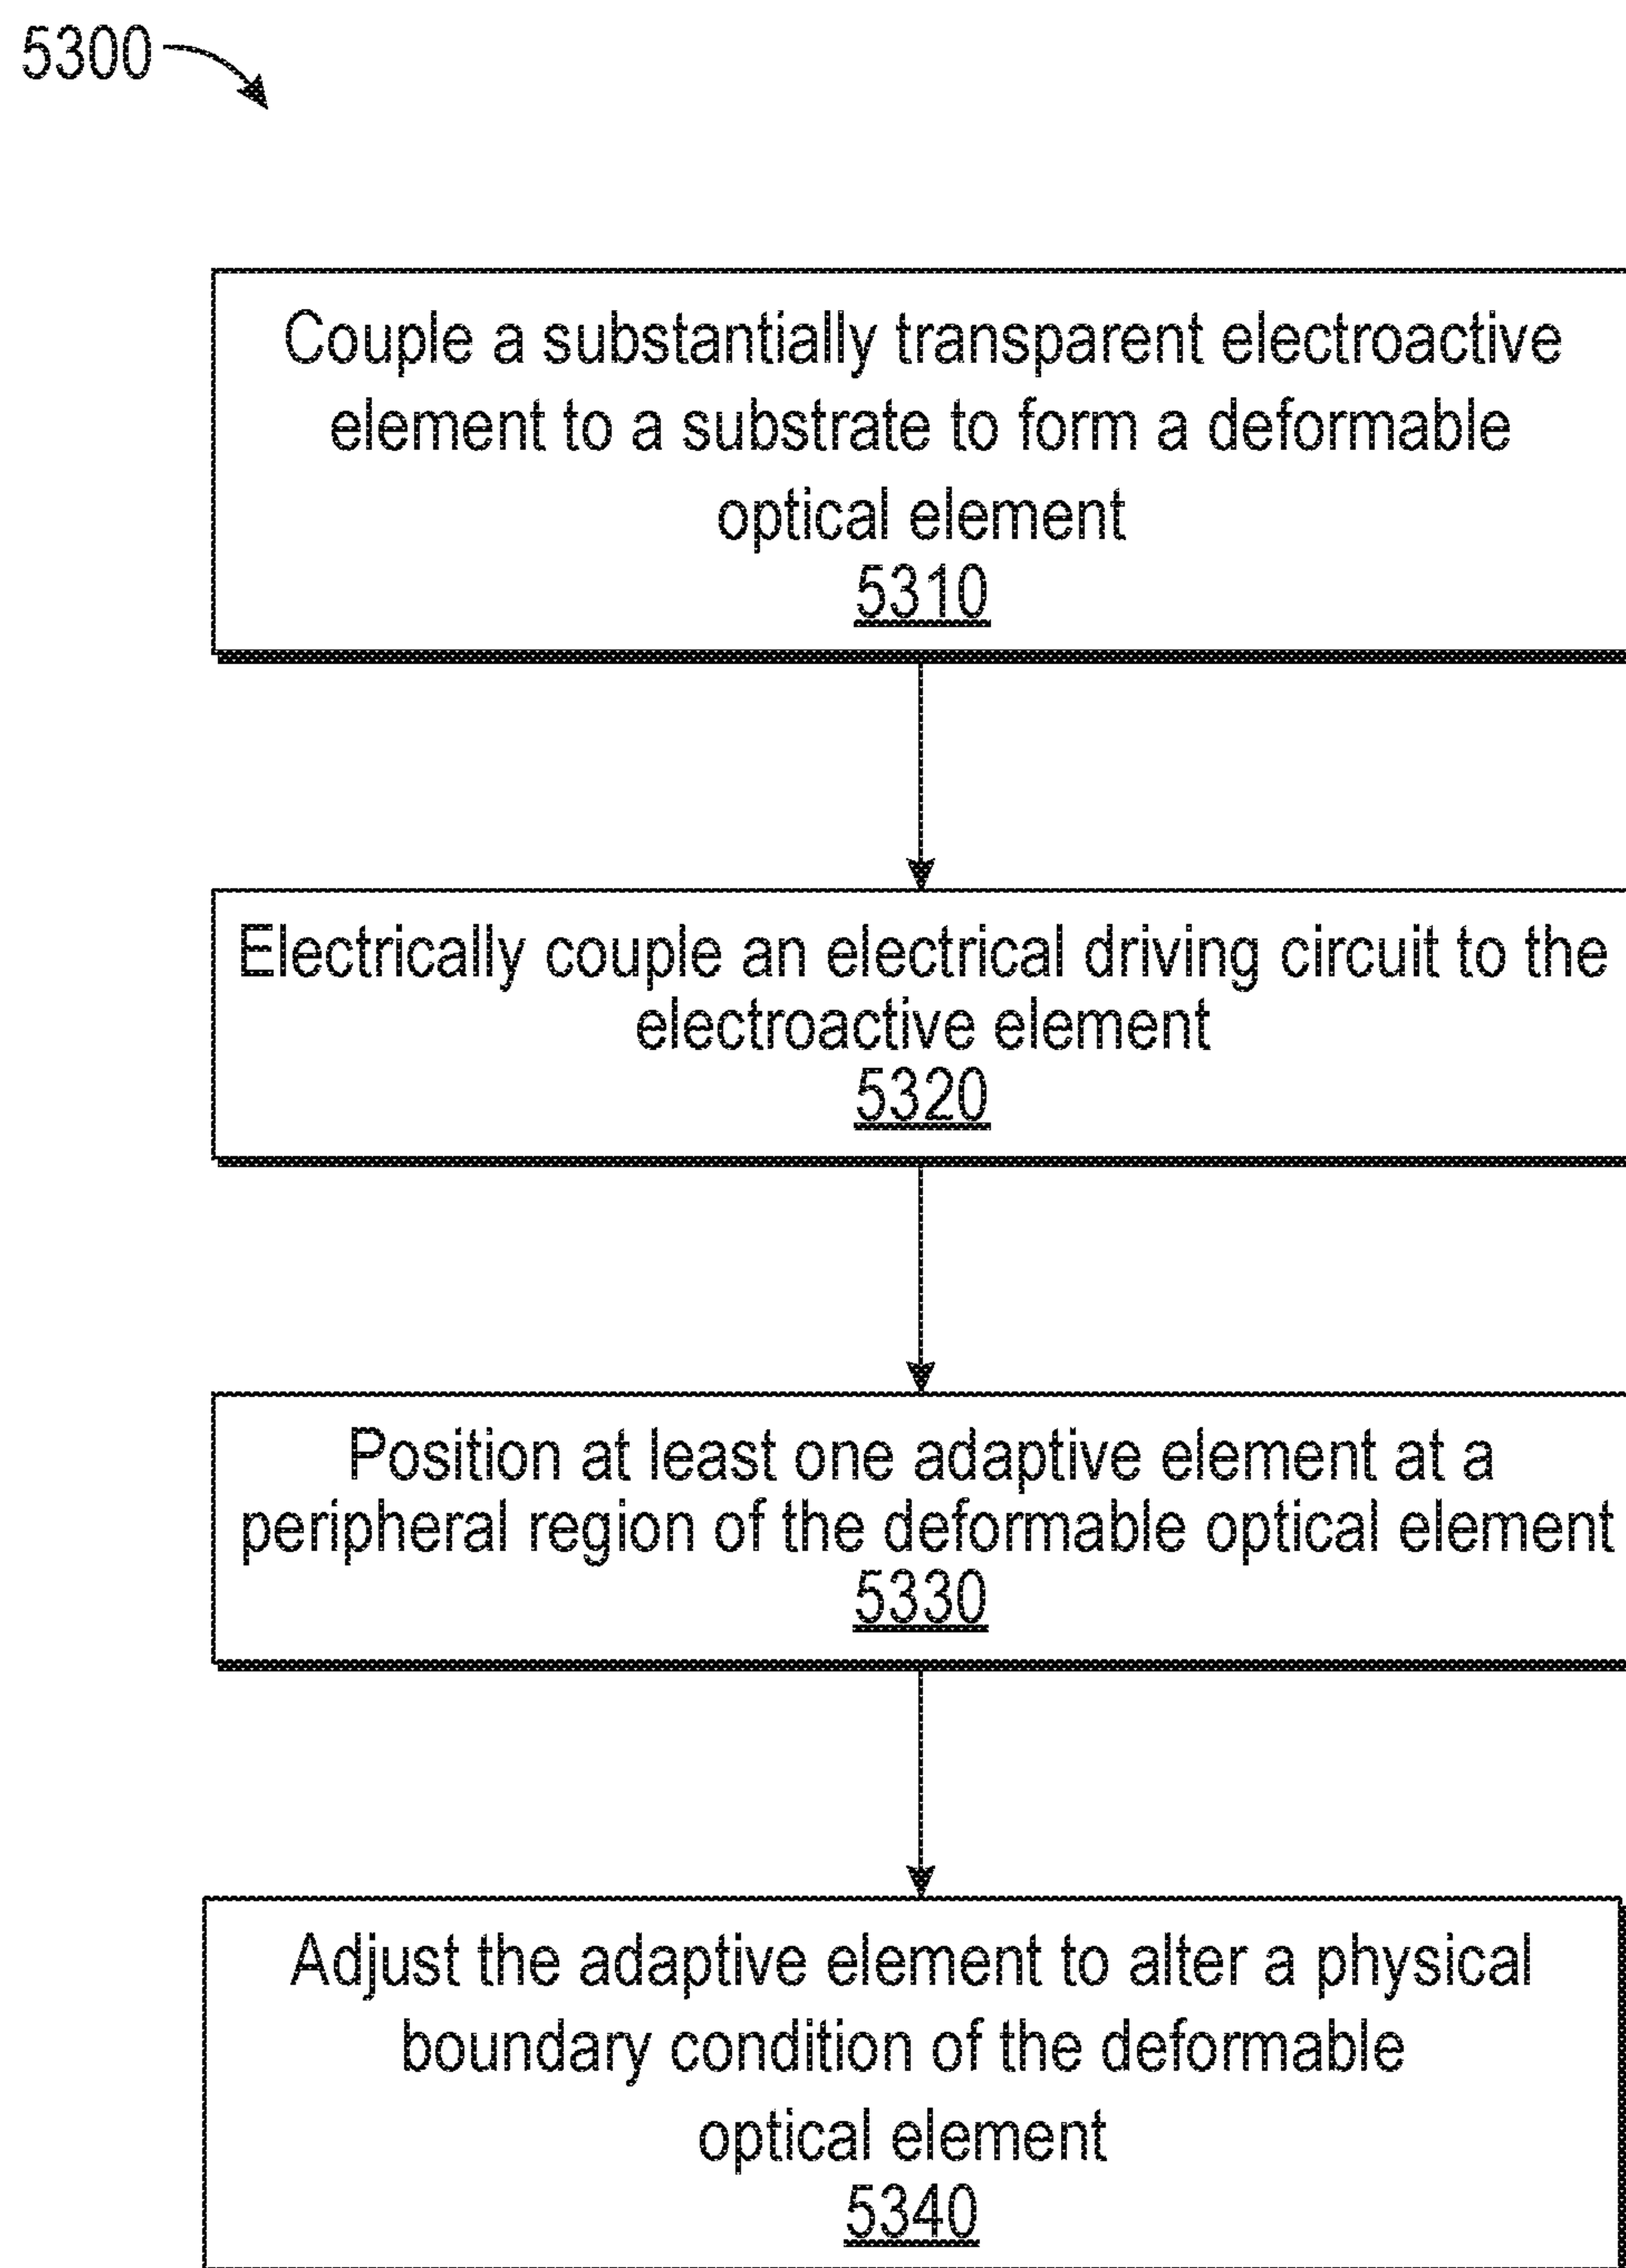 5300
Couple a substantially transparent electroactive
element to a substrate to form a deformable
optical element
5310
Electrically couple an electrical driving circuit to the
electroactive element
5320
Position at least one adaptive element at a
peripheral region of the deformable optical element
5330
Adjust the adaptive element to alter a physical
boundary condition of the deformable
optical element
5340